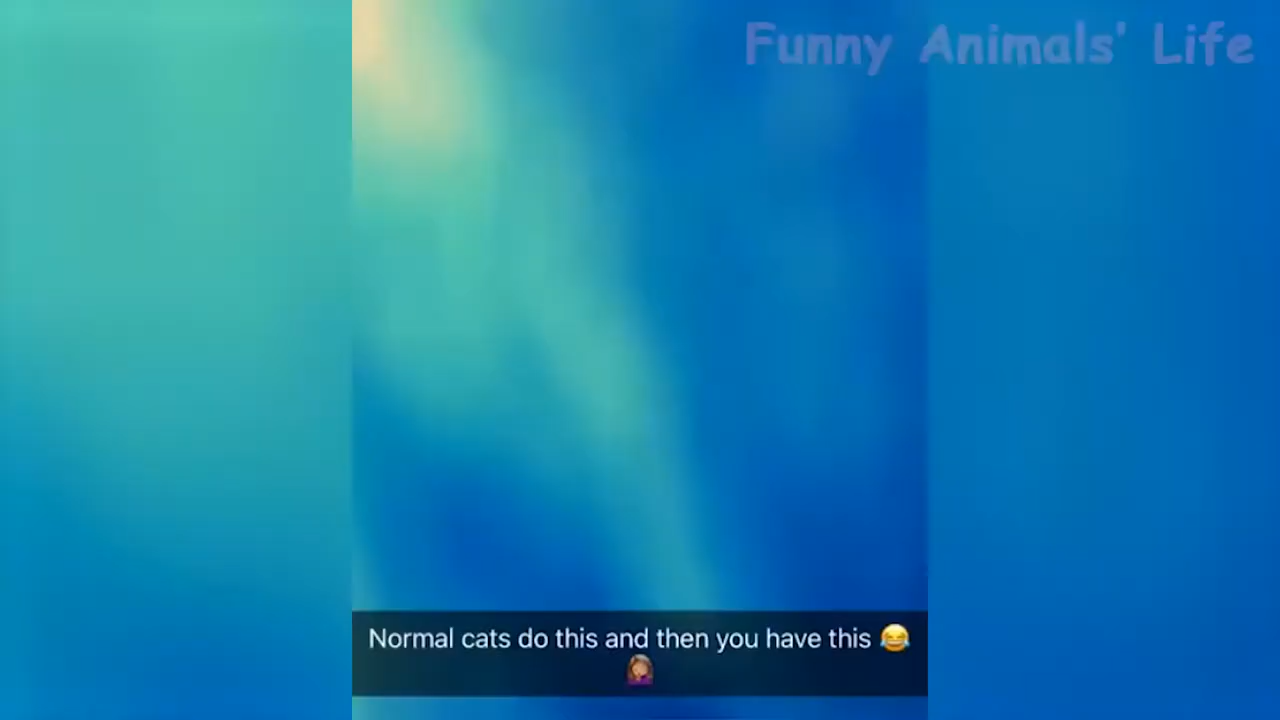 Funny Animals' Life
Normal cats do this and then you have this 😂
🤦🏽‍♀️